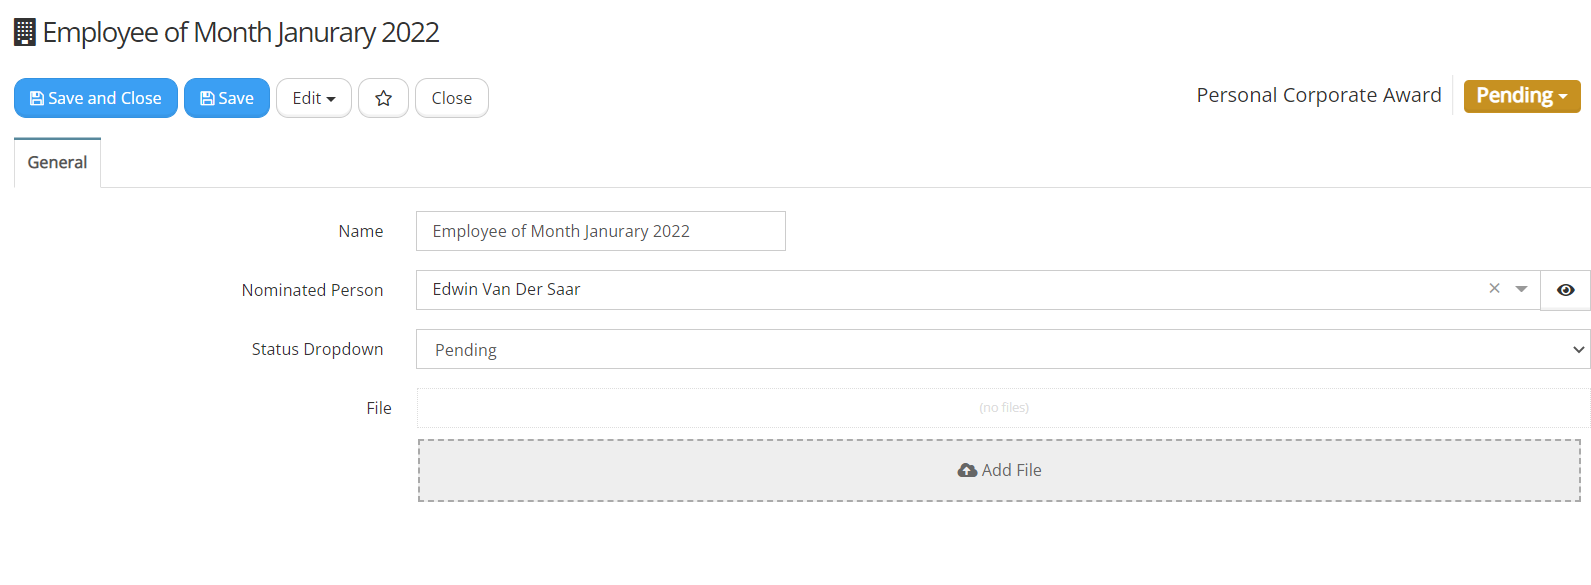 Employee of Month Janurary 2022
Save and Close Save Edit Close Personal Corporate Award Pending
General
Name Employee of Month Janurary 2022
Nominated Person Edwin Van Der Saar
Status Dropdown Pending
File (no files)
Add File